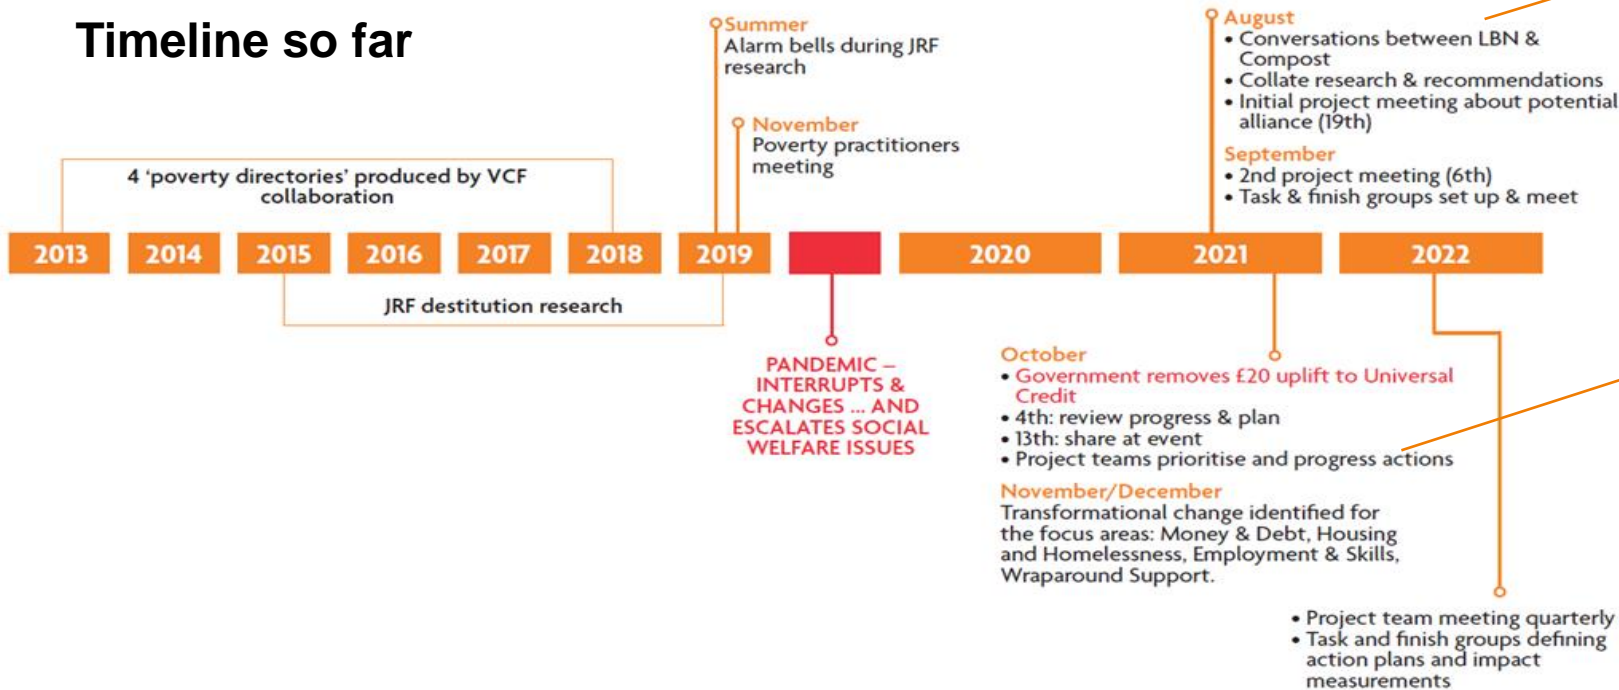 Timeline so far
Summer
Alarm bells during JRF
research
November
Poverty practitioners
meeting
August
• Conversations between LBN &
Compost
• Collate research & recommendations
• Initial project meeting about potential
alliance (19th)
September
• 2nd project meeting (6th)
• Task & finish groups set up & meet
4 ‘poverty directories’ produced by VCF
collaboration
2013 2014 2015 2016 2017 2018 2019 2020 2021 2022
JRF destitution research
PANDEMIC –
INTERRUPTS &
CHANGES ... AND
ESCALATES SOCIAL
WELFARE ISSUES
October
• Government removes £20 uplift to Universal
Credit
• 4th: review progress & plan
• 13th: share at event
• Project teams prioritise and progress actions
November/December
Transformational change identified for
the focus areas: Money & Debt, Housing
and Homelessness, Employment & Skills,
Wraparound Support.
• Project team meeting quarterly
• Task and finish groups defining
action plans and impact
measurements